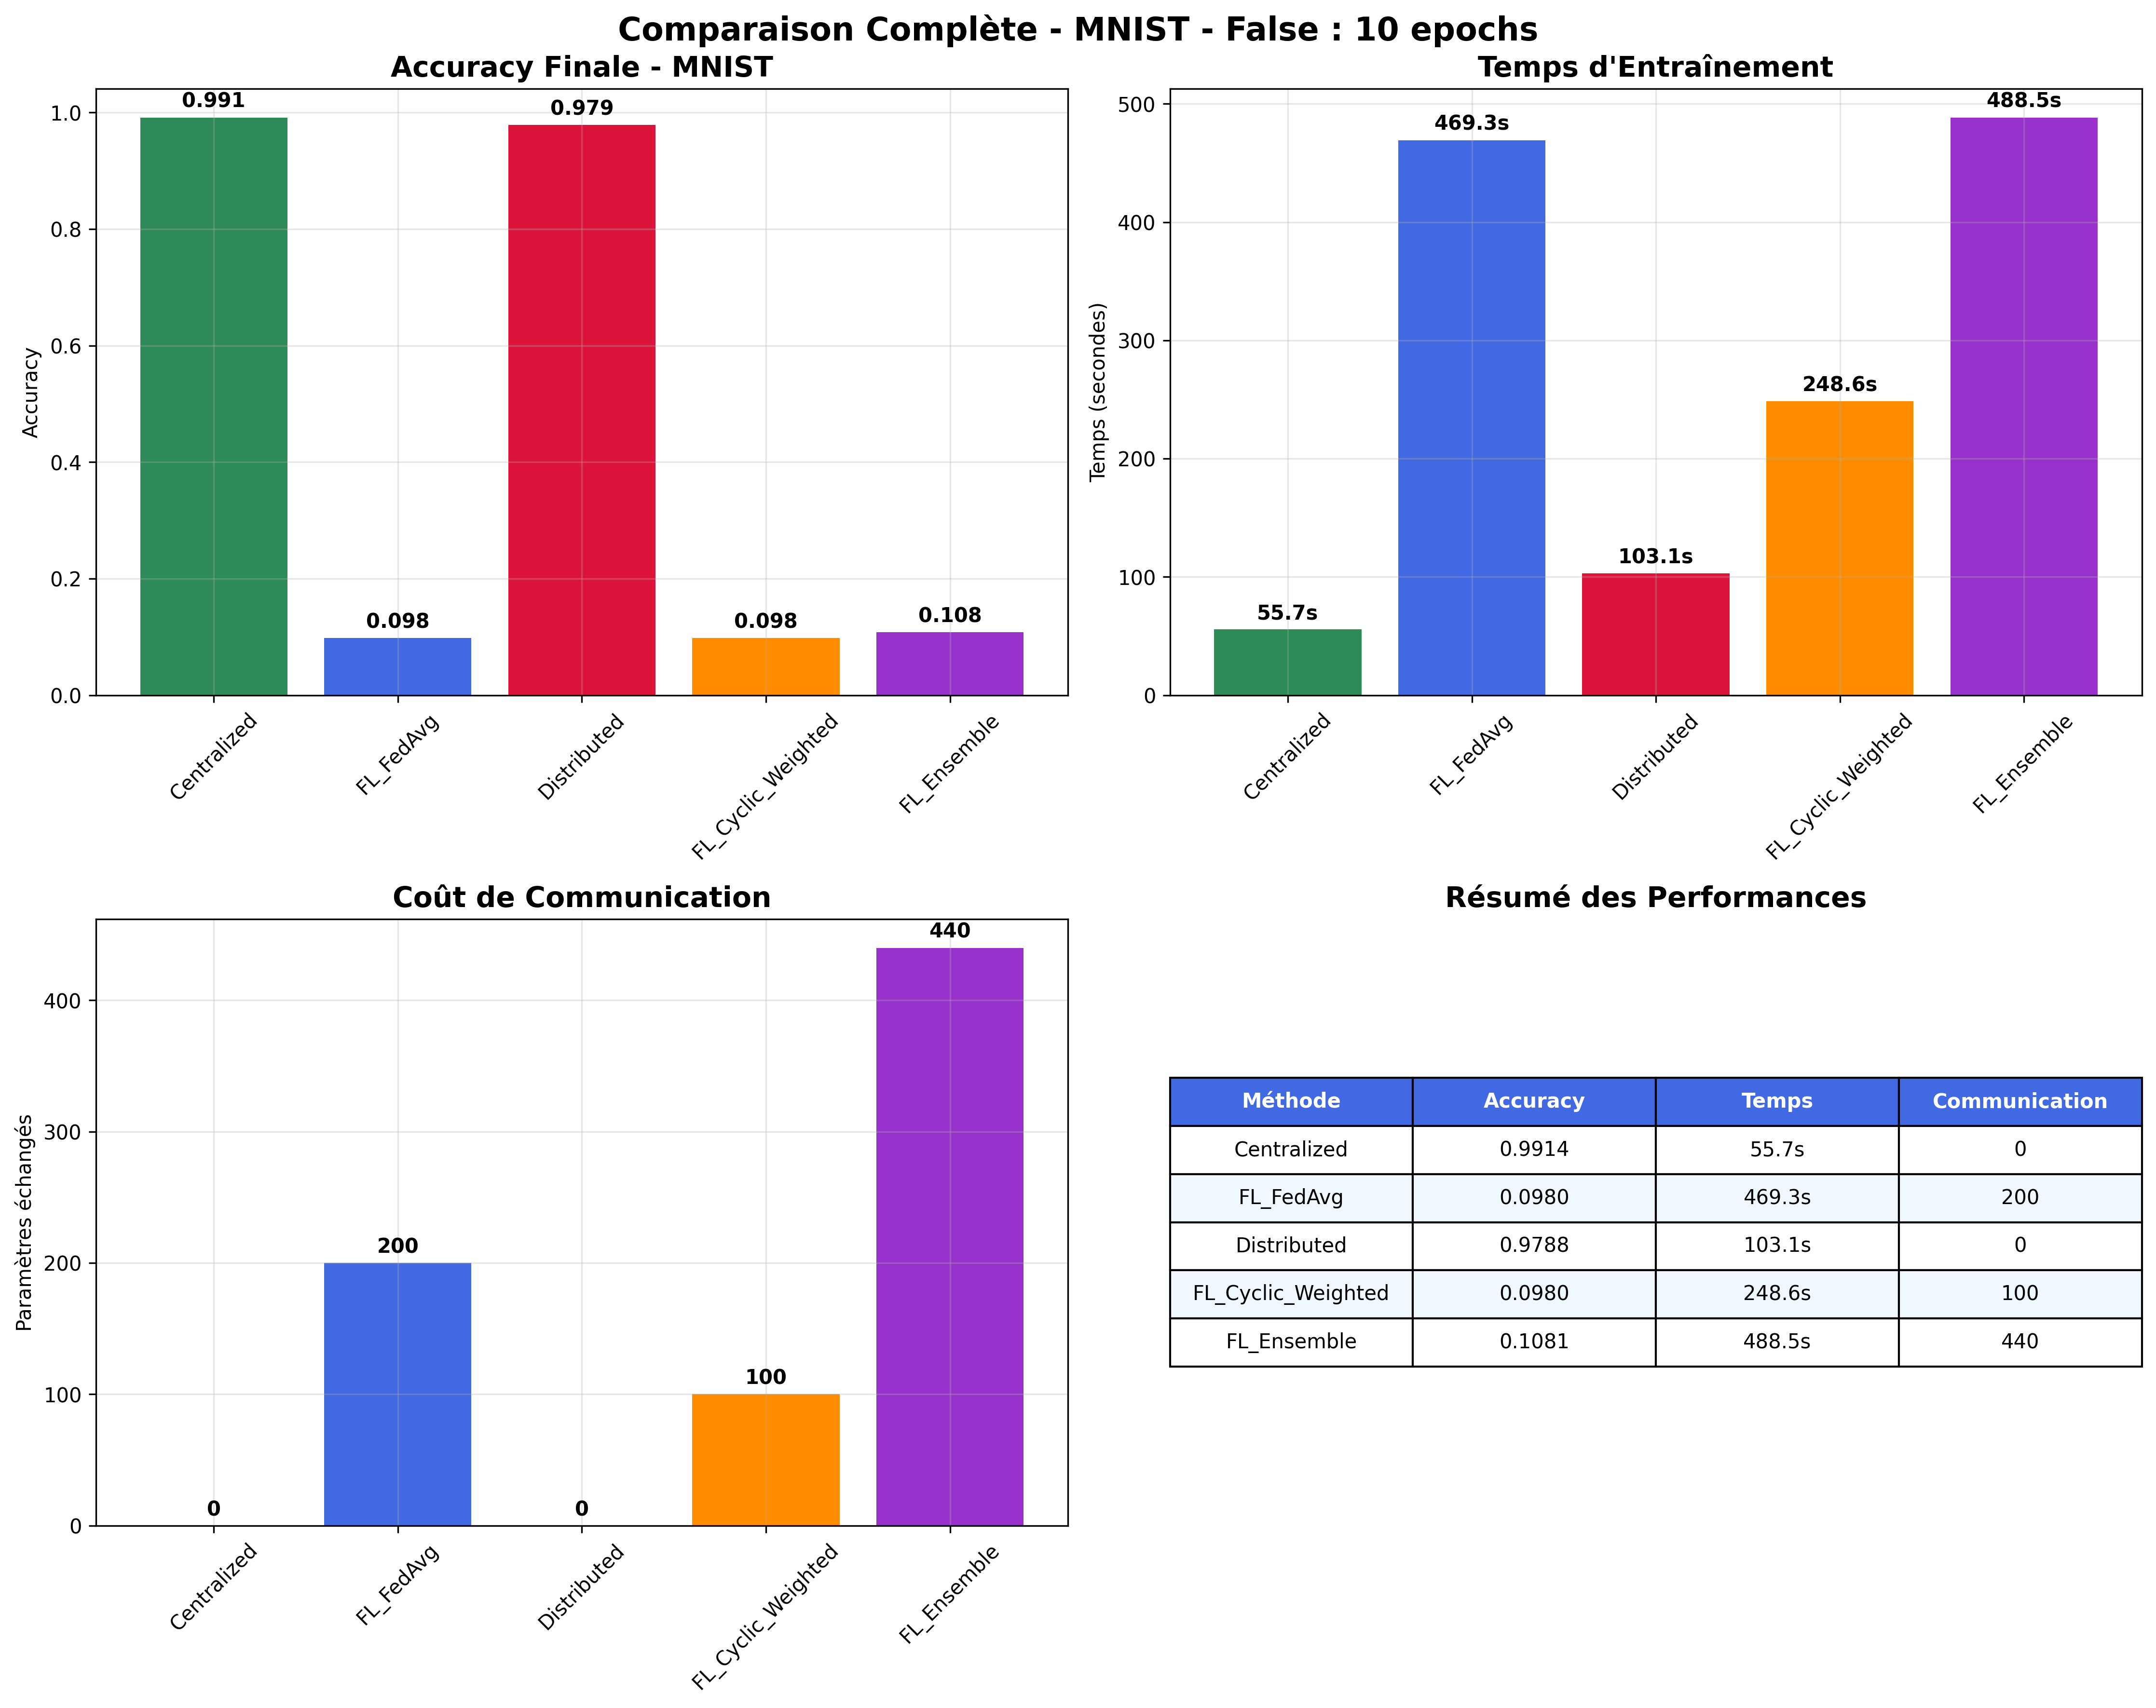 Comparaison Complète - MNIST - False : 10 epochs
Accuracy Finale - MNIST
Accuracy
1.0
0.8
0.6
0.4
0.2
0.0
0.991
0.098
0.979
0.098
0.108
Centralized
FL_FedAvg
Distributed
FL_Cyclic_Weighted
FL_Ensemble
Temps d'Entraînement
Temps (secondes)
500
400
300
200
100
0
55.7s
469.3s
103.1s
248.6s
488.5s
Centralized
FL_FedAvg
Distributed
FL_Cyclic_Weighted
FL_Ensemble
Coût de Communication
Paramètres échangés
400
300
200
100
0
0
200
0
100
440
Centralized
FL_FedAvg
Distributed
FL_Cyclic_Weighted
FL_Ensemble
Résumé des Performances
Méthode Accuracy Temps Communication
Centralized 0.9914 55.7s 0
FL_FedAvg 0.0980 469.3s 200
Distributed 0.9788 103.1s 0
FL_Cyclic_Weighted 0.0980 248.6s 100
FL_Ensemble 0.1081 488.5s 440